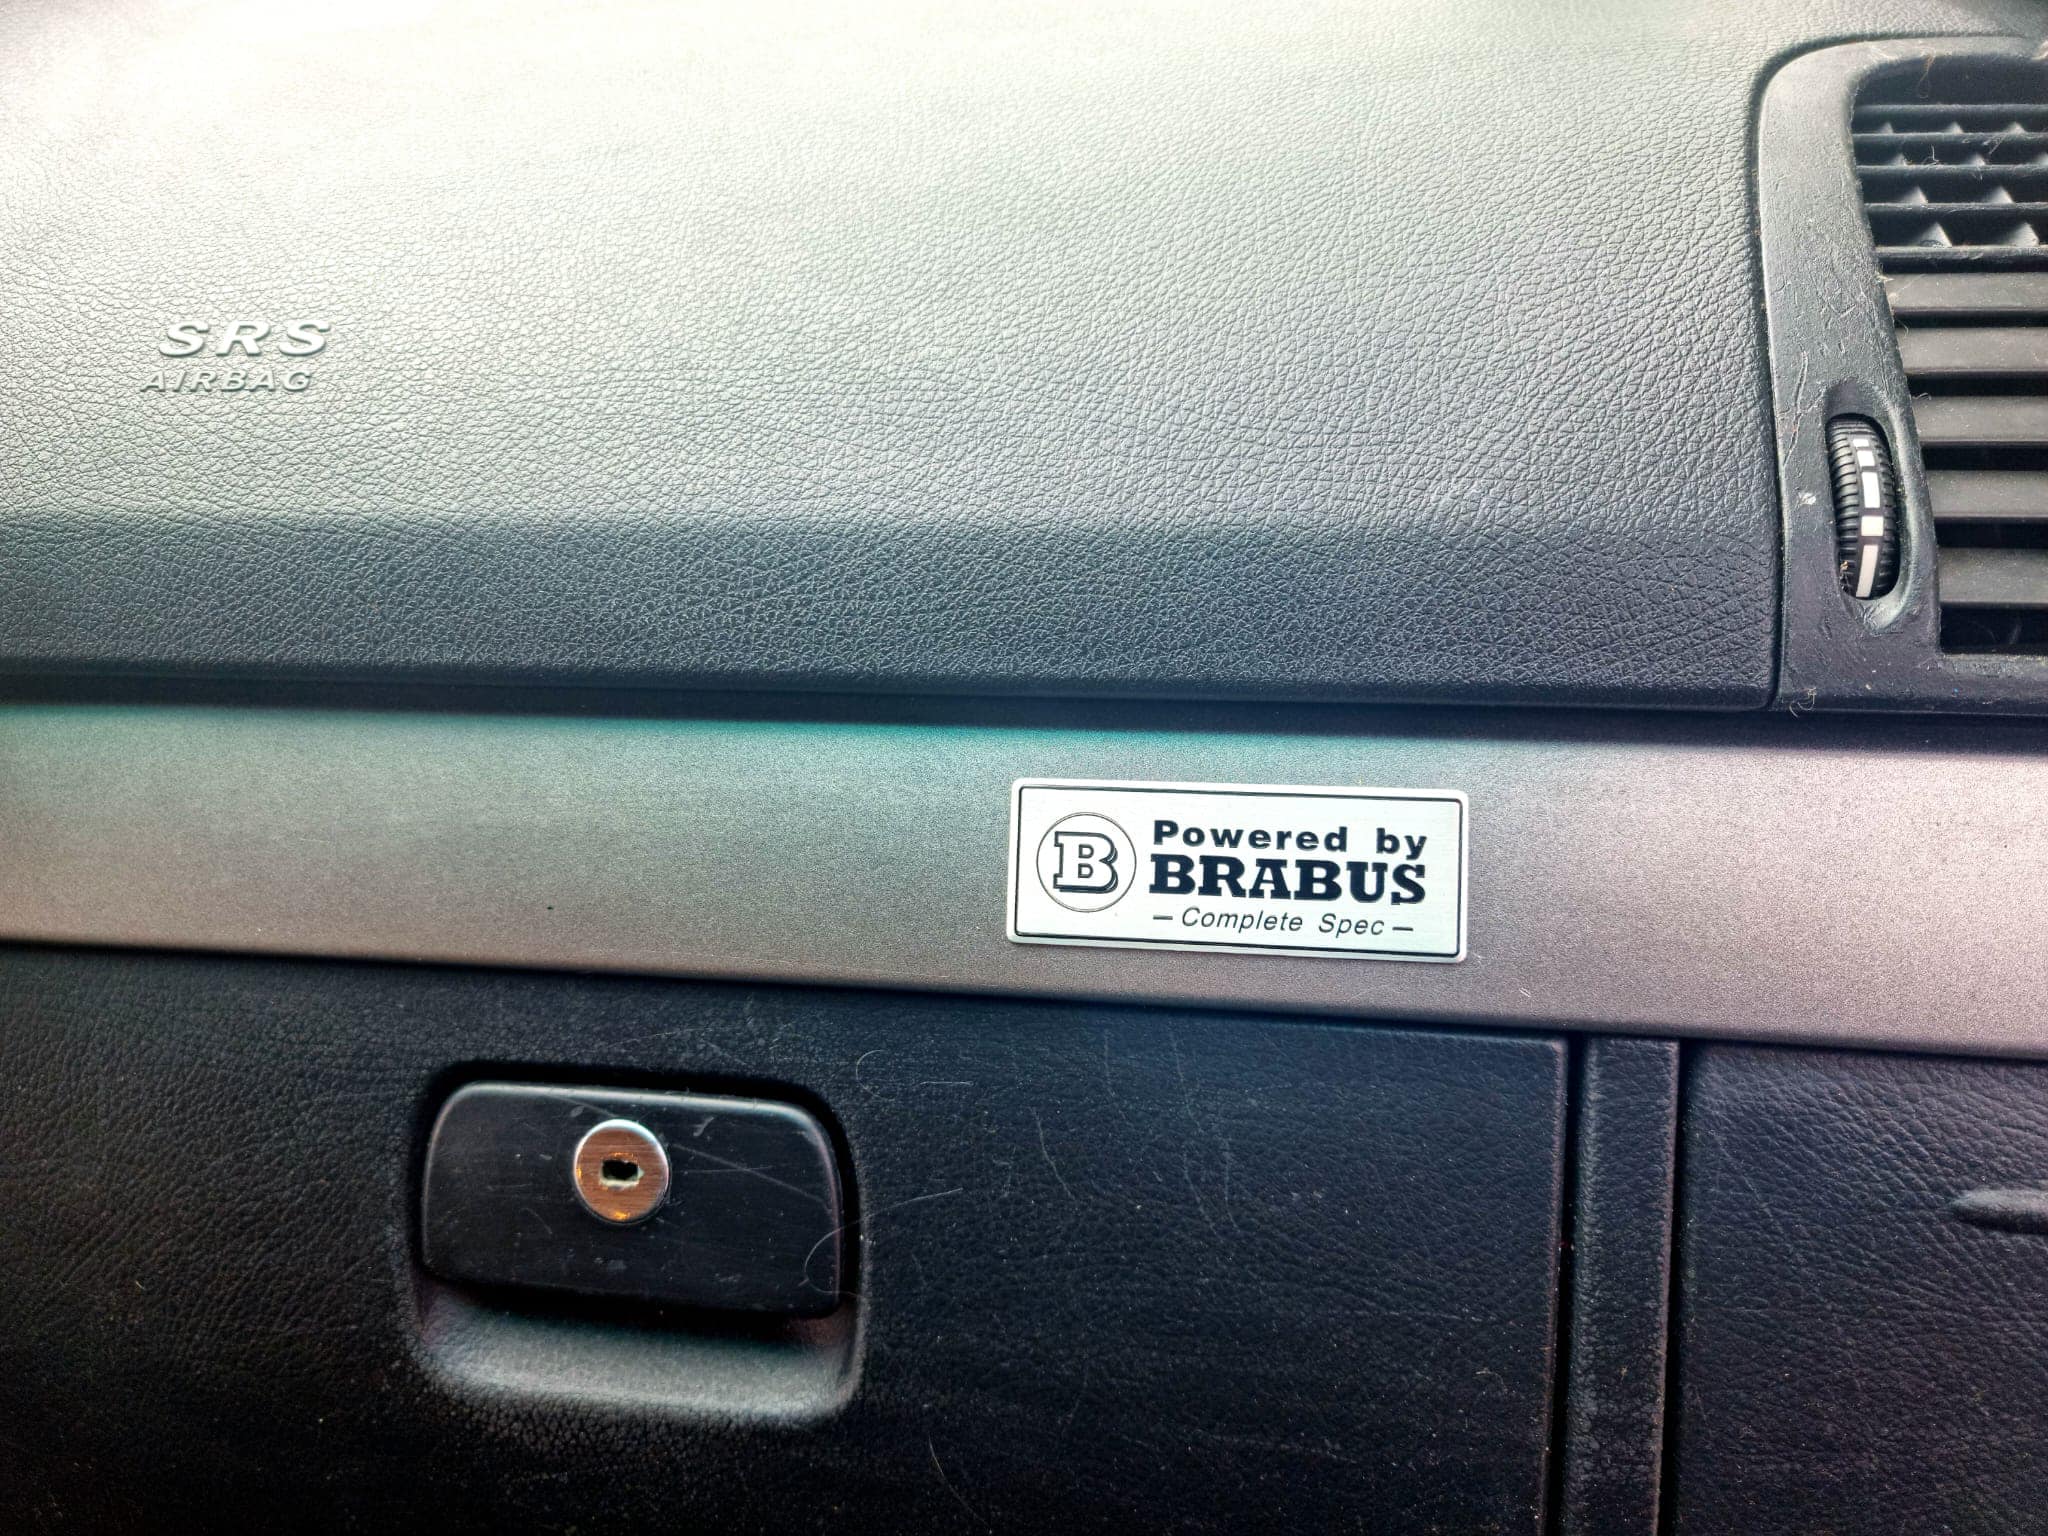 SRS
AIRBAG
B
Powered by
BRABUS
– Complete Spec –